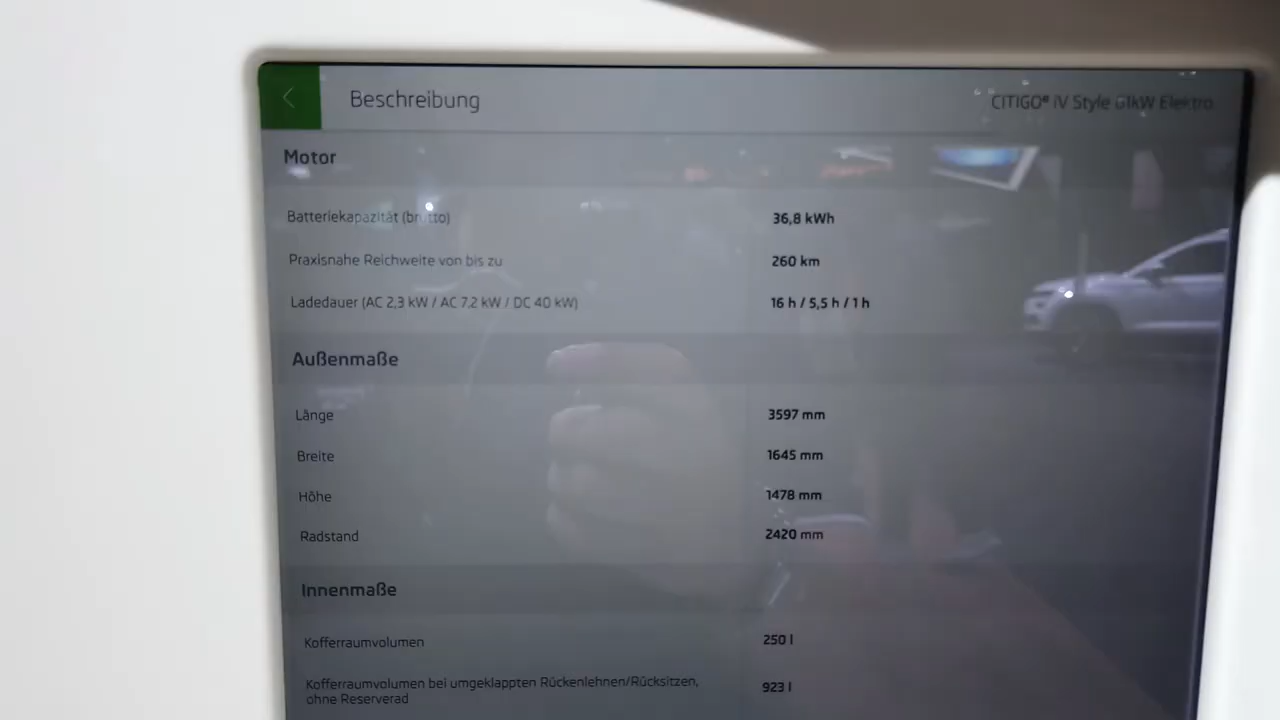 Beschreibung
CITIGOᵉ iV Style 61kW Elektro
Motor
Batteriekapazität (brutto) 36,8 kWh
Praxisnahe Reichweite von bis zu 260 km
Ladedauer (AC 2,3 kW / AC 7,2 kW / DC 40 kW) 16 h / 5,5 h / 1 h
Außenmaße
Länge 3597 mm
Breite 1645 mm
Höhe 1478 mm
Radstand 2420 mm
Innenmaße
Kofferraumvolumen 250 l
Kofferraumvolumen bei umgeklappten Rückenlehnen/Rücksitzen, 923 l
ohne Reserverad